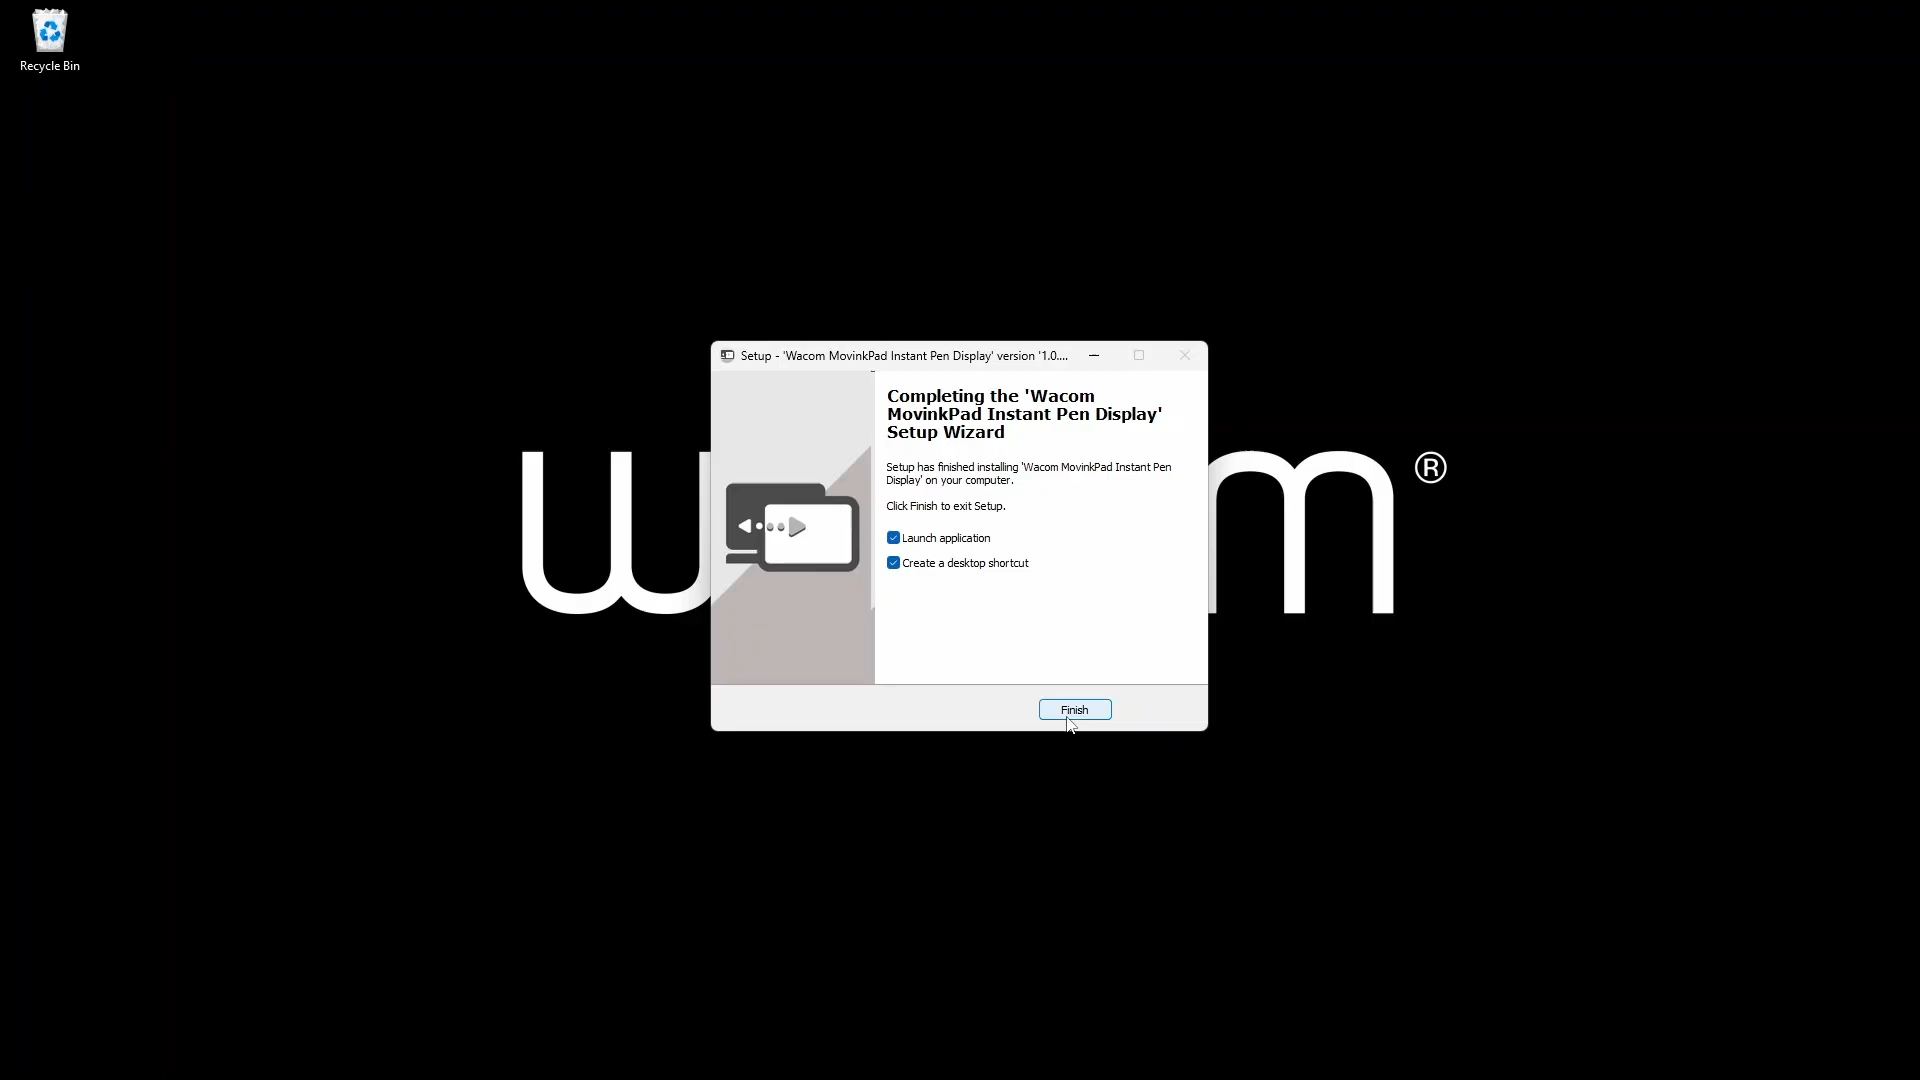 Recycle Bin
Setup - 'Wacom MovinkPad Instant Pen Display' version '1.0....
Completing the 'Wacom
MovinkPad Instant Pen Display'
Setup Wizard
Setup has finished installing 'Wacom MovinkPad Instant Pen
Display' on your computer.
Click Finish to exit Setup.
Launch application
Create a desktop shortcut
w m ®
Finish